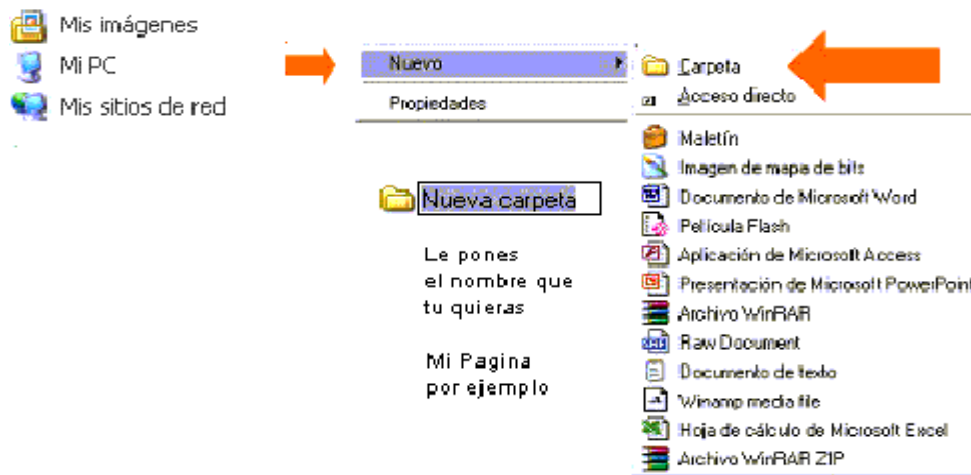 Mis imágenes
Mi PC
Mis sitios de red
Nuevo
Propiedades
Nueva carpeta
Le pones
el nombre que
tu quieras
Mi Pagina
por ejemplo
Carpeta
Acceso directo
Maletín
Imagen de mapa de bits
Documento de Microsoft Word
Película Flash
Aplicación de Microsoft Access
Presentación de Microsoft PowerPoint
Archivo WinRAR
Raw Document
Documento de texto
Winamp media file
Hoja de cálculo de Microsoft Excel
Archivo WinRAR ZIP